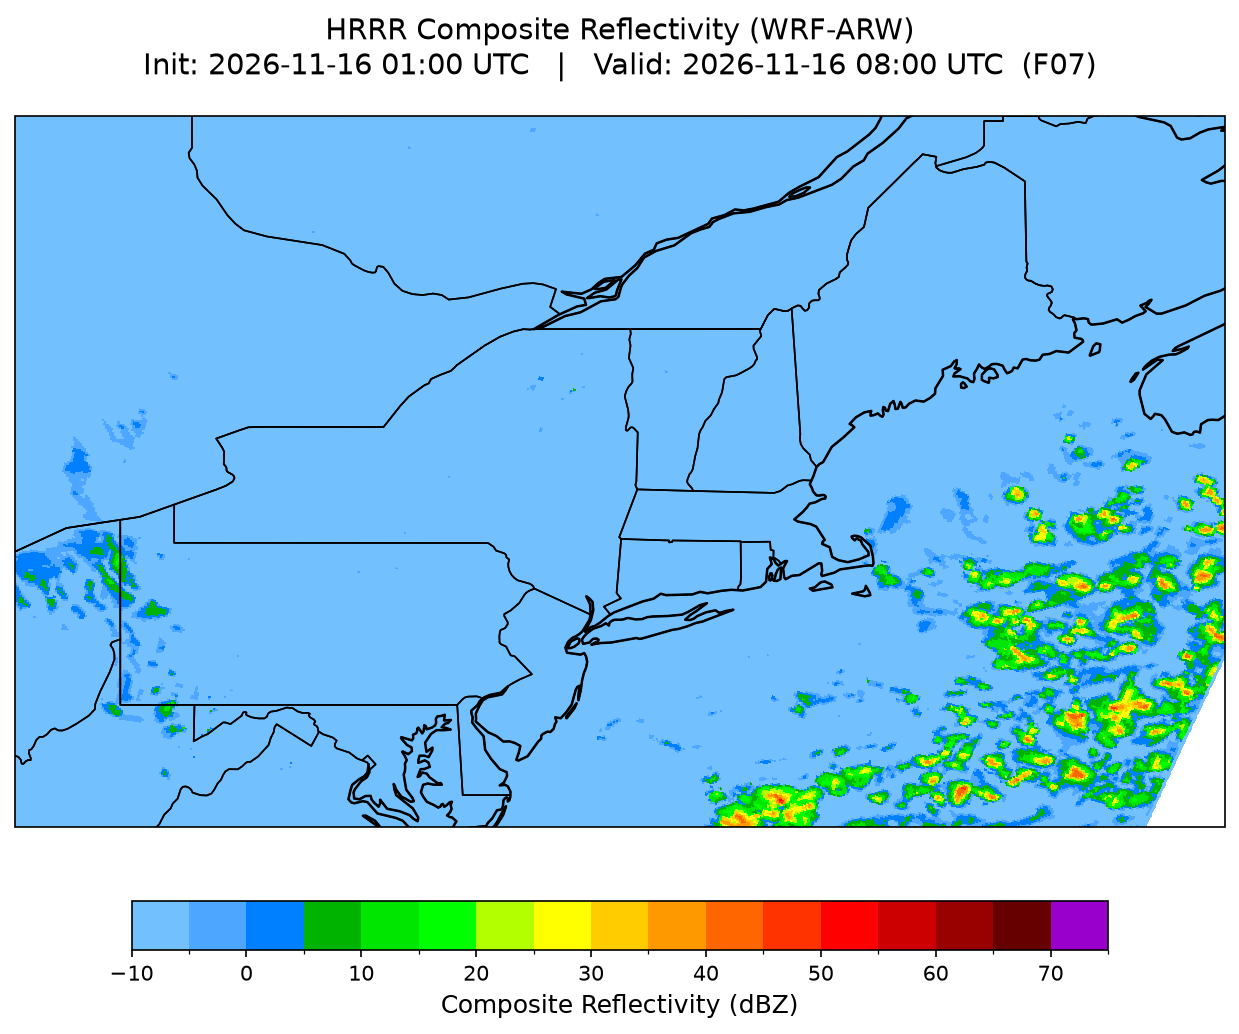 HRRR Composite Reflectivity (WRF-ARW)
Init: 2026-11-16 01:00 UTC   |   Valid: 2026-11-16 08:00 UTC  (F07)
−10 0 10 20 30 40 50 60 70
Composite Reflectivity (dBZ)